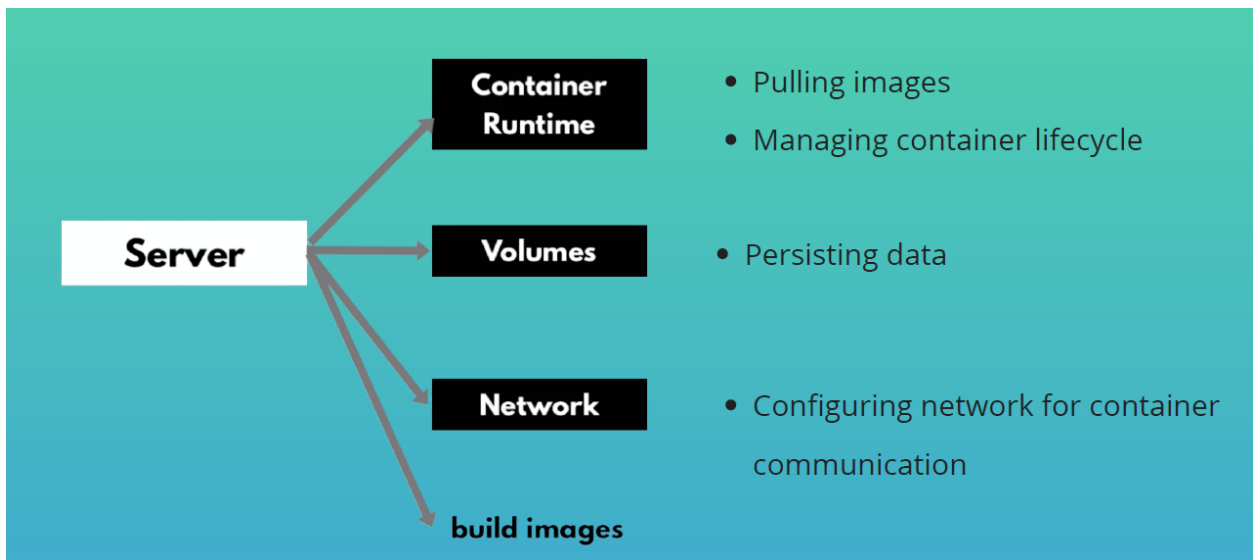 Container
Runtime
• Pulling images
• Managing container lifecycle
Server
Volumes
• Persisting data
Network
• Configuring network for container
communication
build images